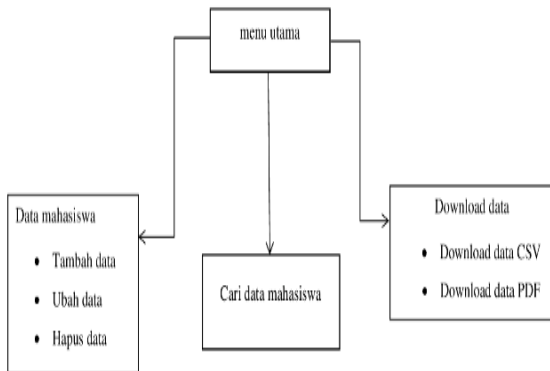 menu utama
Data mahasiswa
• Tambah data
• Ubah data
• Hapus data
Cari data mahasiswa
Download data
• Download data CSV
• Download data PDF